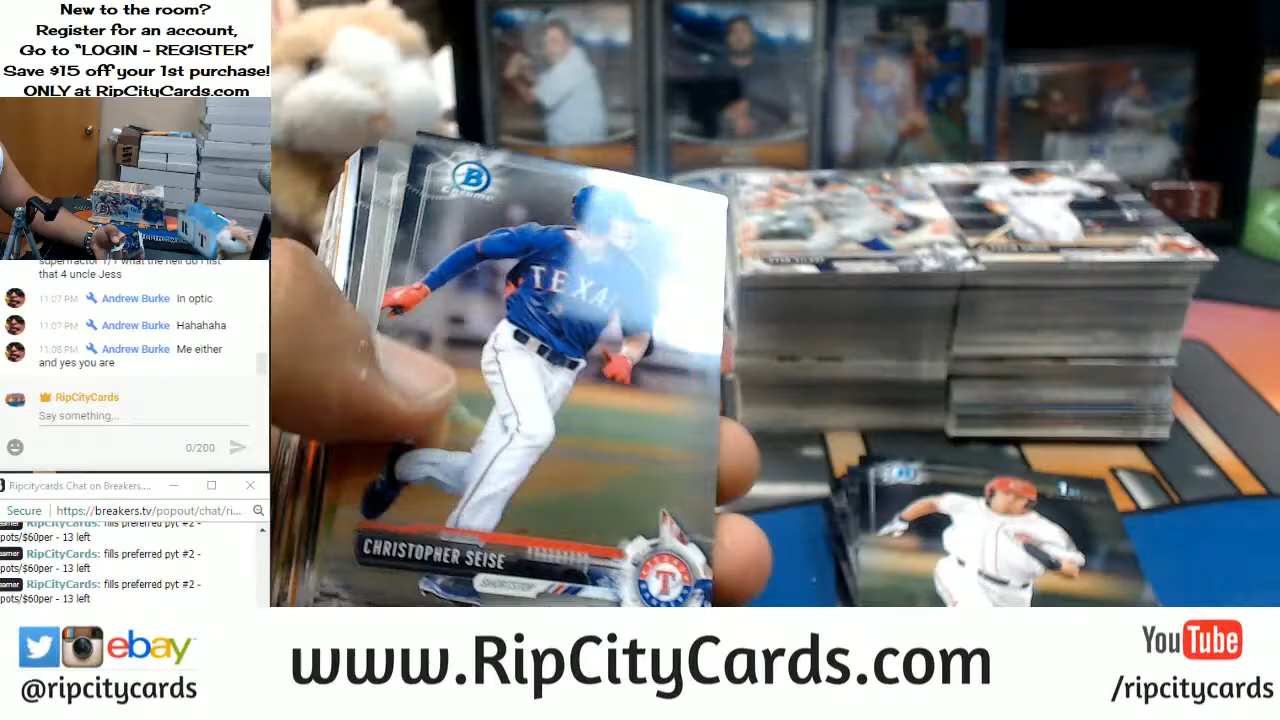 New to the room?
Register for an account,
Go to "LOGIN - REGISTER"
Save $15 off your 1st purchase!
ONLY at RipCityCards.com
that 4 uncle Jess
11:07 PM Andrew Burke In optic
11:07 PM Andrew Burke Hahahaha
11:08 PM Andrew Burke Me either
and yes you are
RipCityCards
Say something...
0/200
Ripcitycards Chat on Breakers....
Secure https://breakers.tv/popout/chat/ri...
RipCityCards: fills preferred pyt #2 -
pots/$60per - 13 left
RipCityCards: fills preferred pyt #2 -
pots/$60per - 13 left
RipCityCards: fills preferred pyt #2 -
pots/$60per - 13 left
B
Chrome
TEXA
CHRISTOPHER SEISE
SHORTSTOP
T
R T
ebay
@ripcitycards
www.RipCityCards.com
YouTube
/ripcitycards